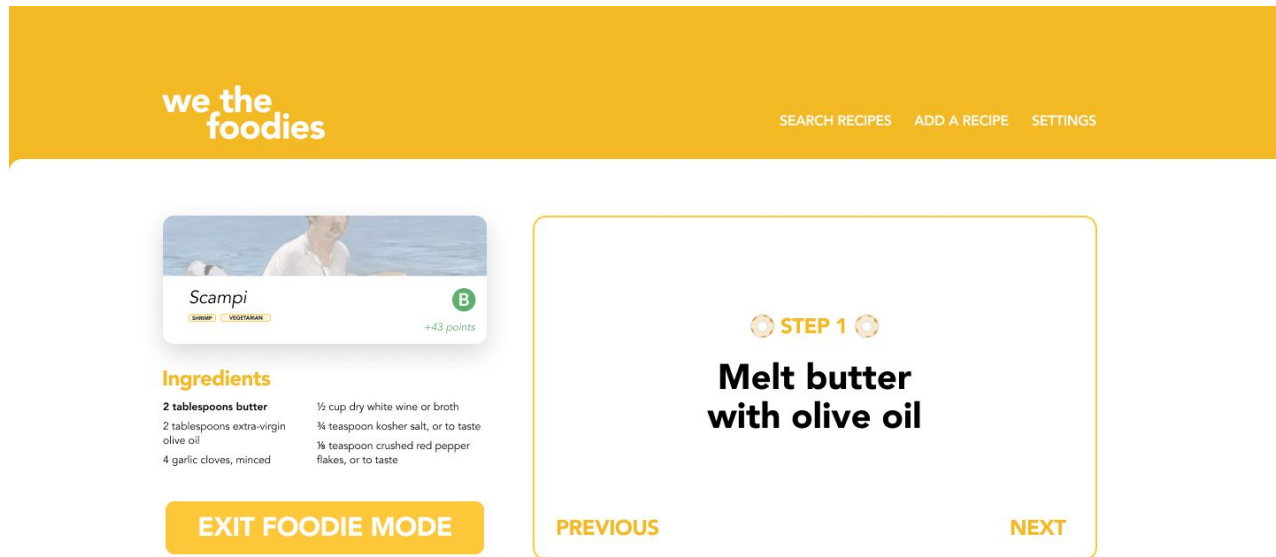 we the
foodies
SEARCH RECIPES ADD A RECIPE SETTINGS
Scampi
SHRIMP VEGETARIAN
B
+43 points
Ingredients
2 tablespoons butter
2 tablespoons extra-virgin
olive oil
4 garlic cloves, minced
½ cup dry white wine or broth
¾ teaspoon kosher salt, or to taste
⅛ teaspoon crushed red pepper
flakes, or to taste
EXIT FOODIE MODE
STEP 1
Melt butter
with olive oil
PREVIOUS NEXT